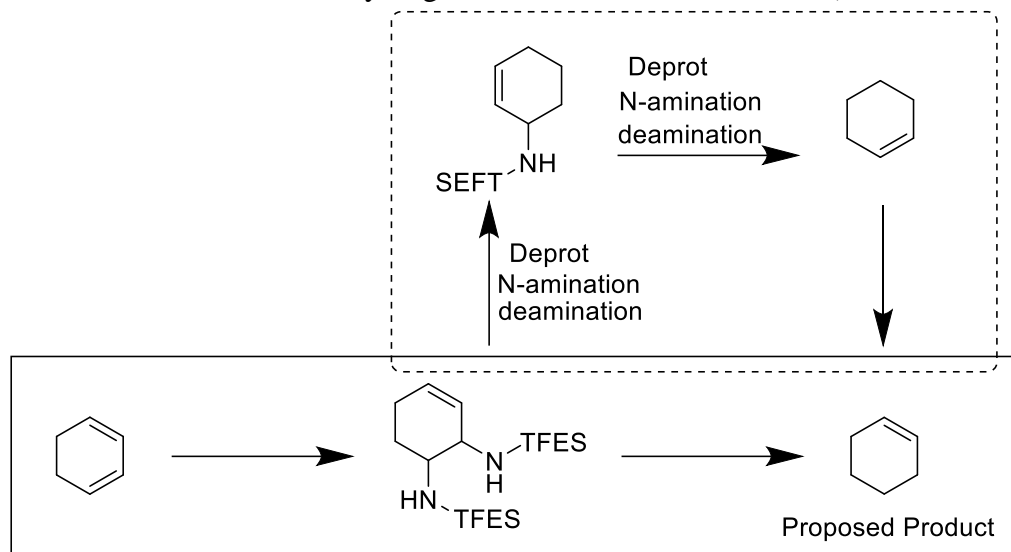 Deprot
N-amination
deamination
NH
SEFT
Deprot
N-amination
deamination
TFES
N
H
HN
TFES
Proposed Product